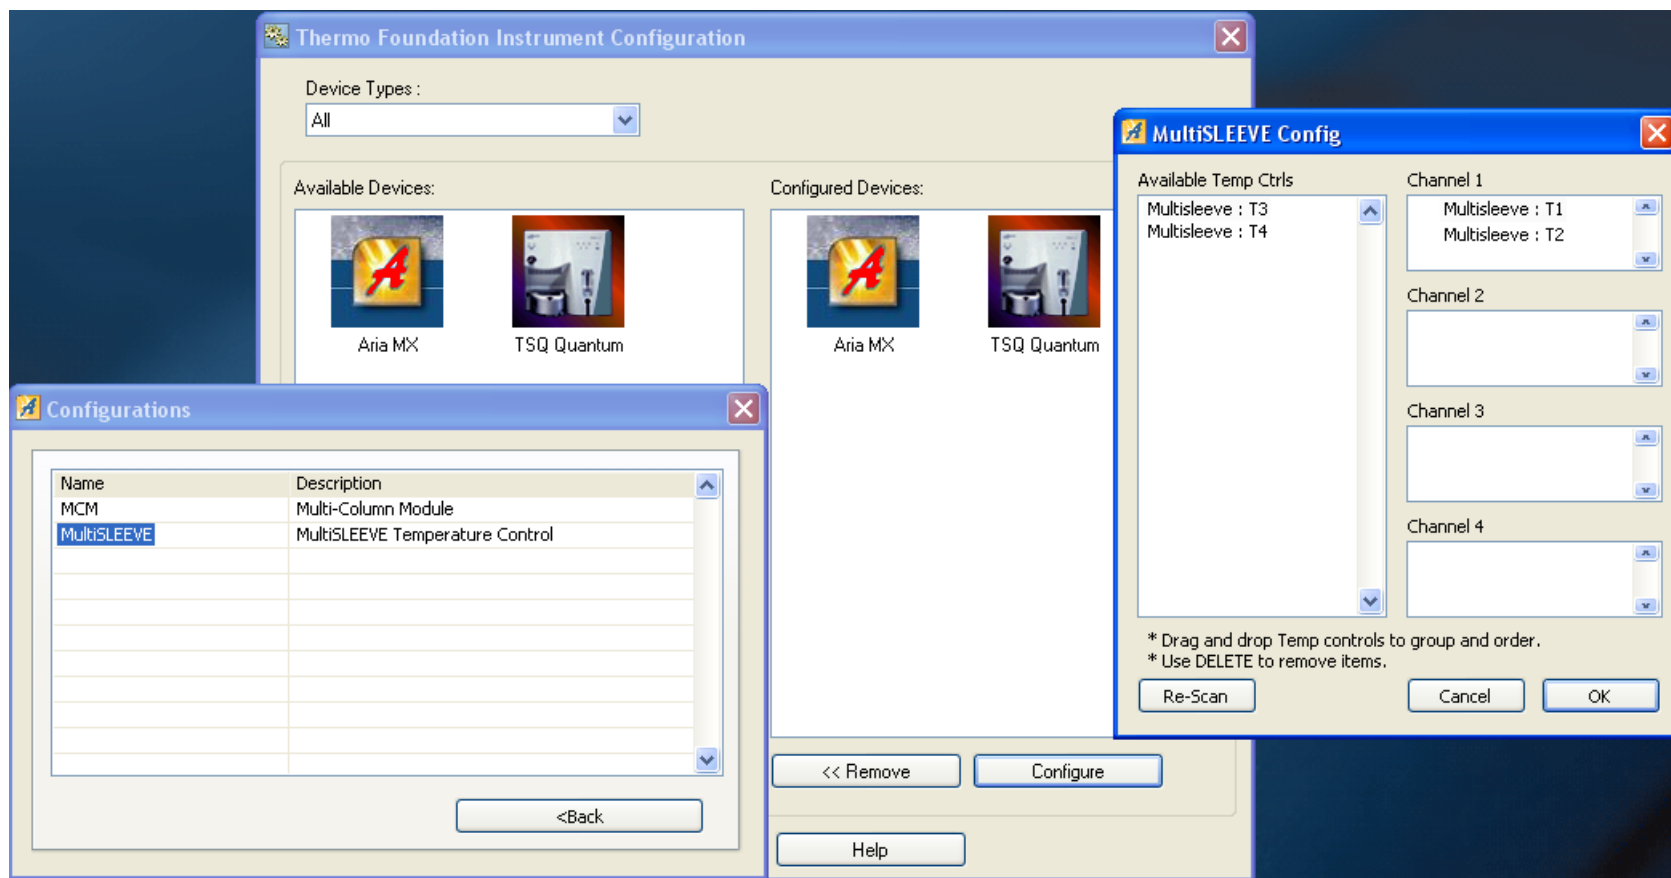 Thermo Foundation Instrument Configuration
Device Types :
All
Available Devices:
Aria MX
TSQ Quantum
Configured Devices:
Aria MX
TSQ Quantum
<< Remove
Configure
Help
Configurations
Name Description
MCM Multi-Column Module
MultiSLEEVE MultiSLEEVE Temperature Control
<Back
MultiSLEEVE Config
Available Temp Ctrls
Multisleeve : T3
Multisleeve : T4
Channel 1
Multisleeve : T1
Multisleeve : T2
Channel 2
Channel 3
Channel 4
* Drag and drop Temp controls to group and order.
* Use DELETE to remove items.
Re-Scan
Cancel
OK